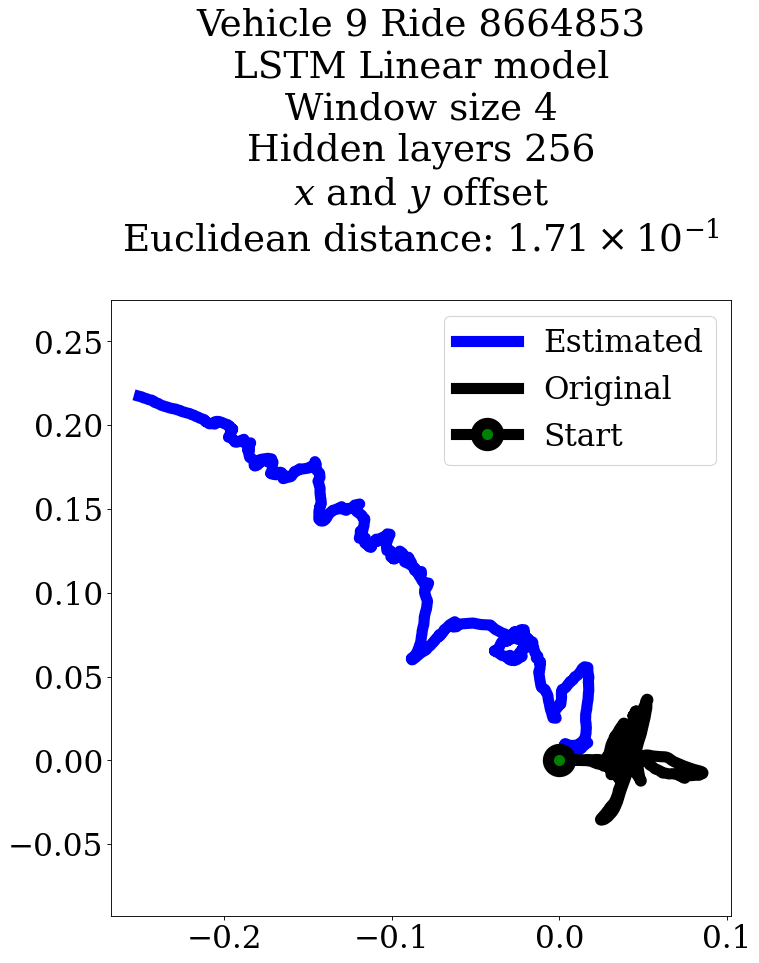 Vehicle 9 Ride 8664853
LSTM Linear model
Window size 4
Hidden layers 256
x and y offset
Euclidean distance: 1.71 × 10⁻¹
Estimated
Original
Start
0.25
0.20
0.15
0.10
0.05
0.00
−0.05
−0.2 −0.1 0.0 0.1